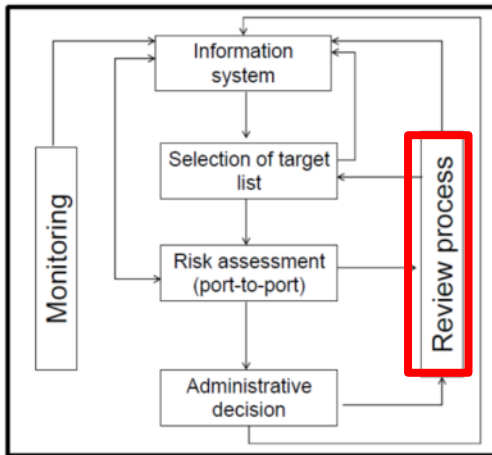 Information
system
Selection of target
list
Monitoring
Risk assessment
(port-to-port)
Review process
Administrative
decision